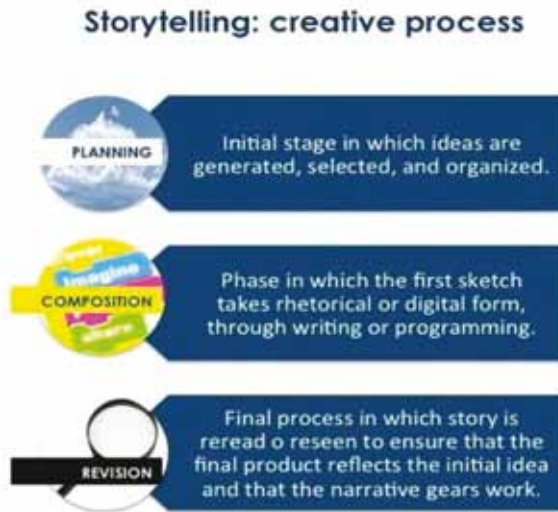 Storytelling: creative process
PLANNING
Initial stage in which ideas are
generated, selected, and organized.
imagine
COMPOSITION
share
Phase in which the first sketch
takes rhetorical or digital form,
through writing or programming.
REVISION
Final process in which story is
reread o reseen to ensure that the
final product reflects the initial idea
and that the narrative gears work.